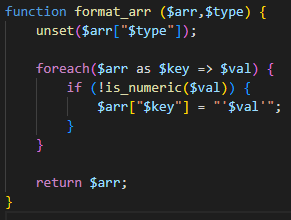 function format_arr ($arr,$type) {
    unset($arr["$type"]);

    foreach($arr as $key => $val) {
        if (!is_numeric($val)) {
            $arr["$key"] = "'$val'";
        }
    }

    return $arr;
}